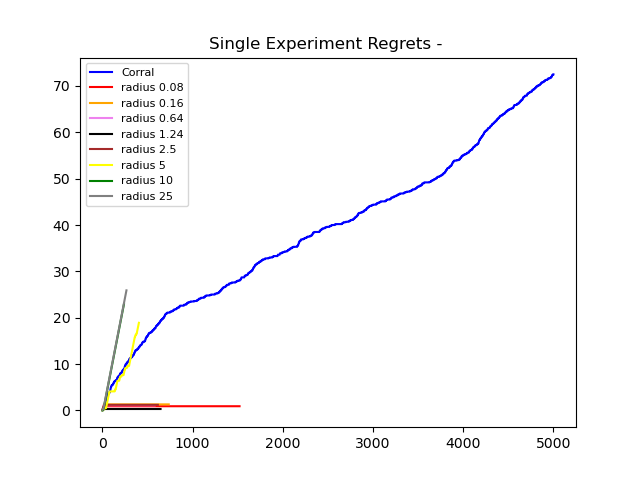 Single Experiment Regrets -
Corral
radius 0.08
radius 0.16
radius 0.64
radius 1.24
radius 2.5
radius 5
radius 10
radius 25
70
60
50
40
30
20
10
0
0 1000 2000 3000 4000 5000